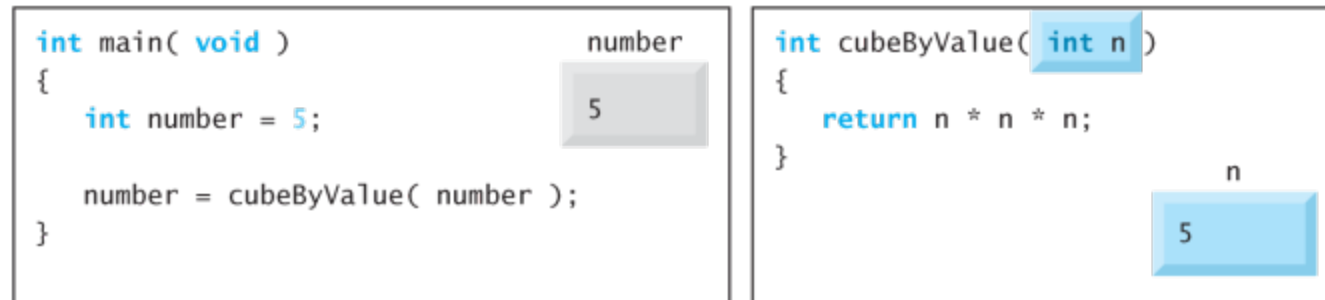 int main( void )
{
int number = 5;
number = cubeByValue( number );
}
number
5
int cubeByValue( int n )
{
return n * n * n;
}
n
5